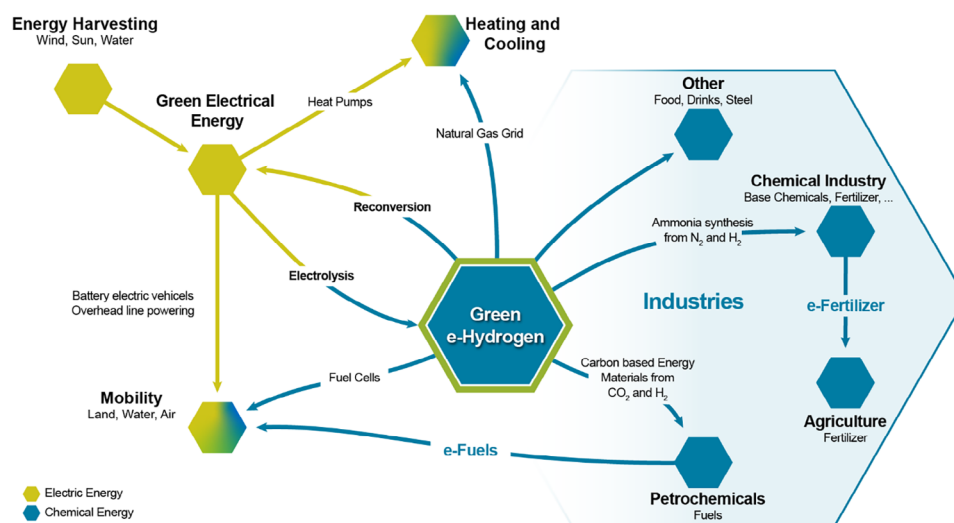 Energy Harvesting
Wind, Sun, Water
Green Electrical
Energy
Heat Pumps
Heating and
Cooling
Natural Gas Grid
Other
Food, Drinks, Steel
Chemical Industry
Base Chemicals, Fertilizer, ...
Reconversion
Ammonia synthesis
from N₂ and H₂
Electrolysis
Battery electric vehicels
Overhead line powering
Green
e-Hydrogen
Industries
e-Fertilizer
Fuel Cells
Carbon based Energy
Materials from
CO₂ and H₂
Mobility
Land, Water, Air
Agriculture
Fertilizer
e-Fuels
Petrochemicals
Fuels
Electric Energy
Chemical Energy